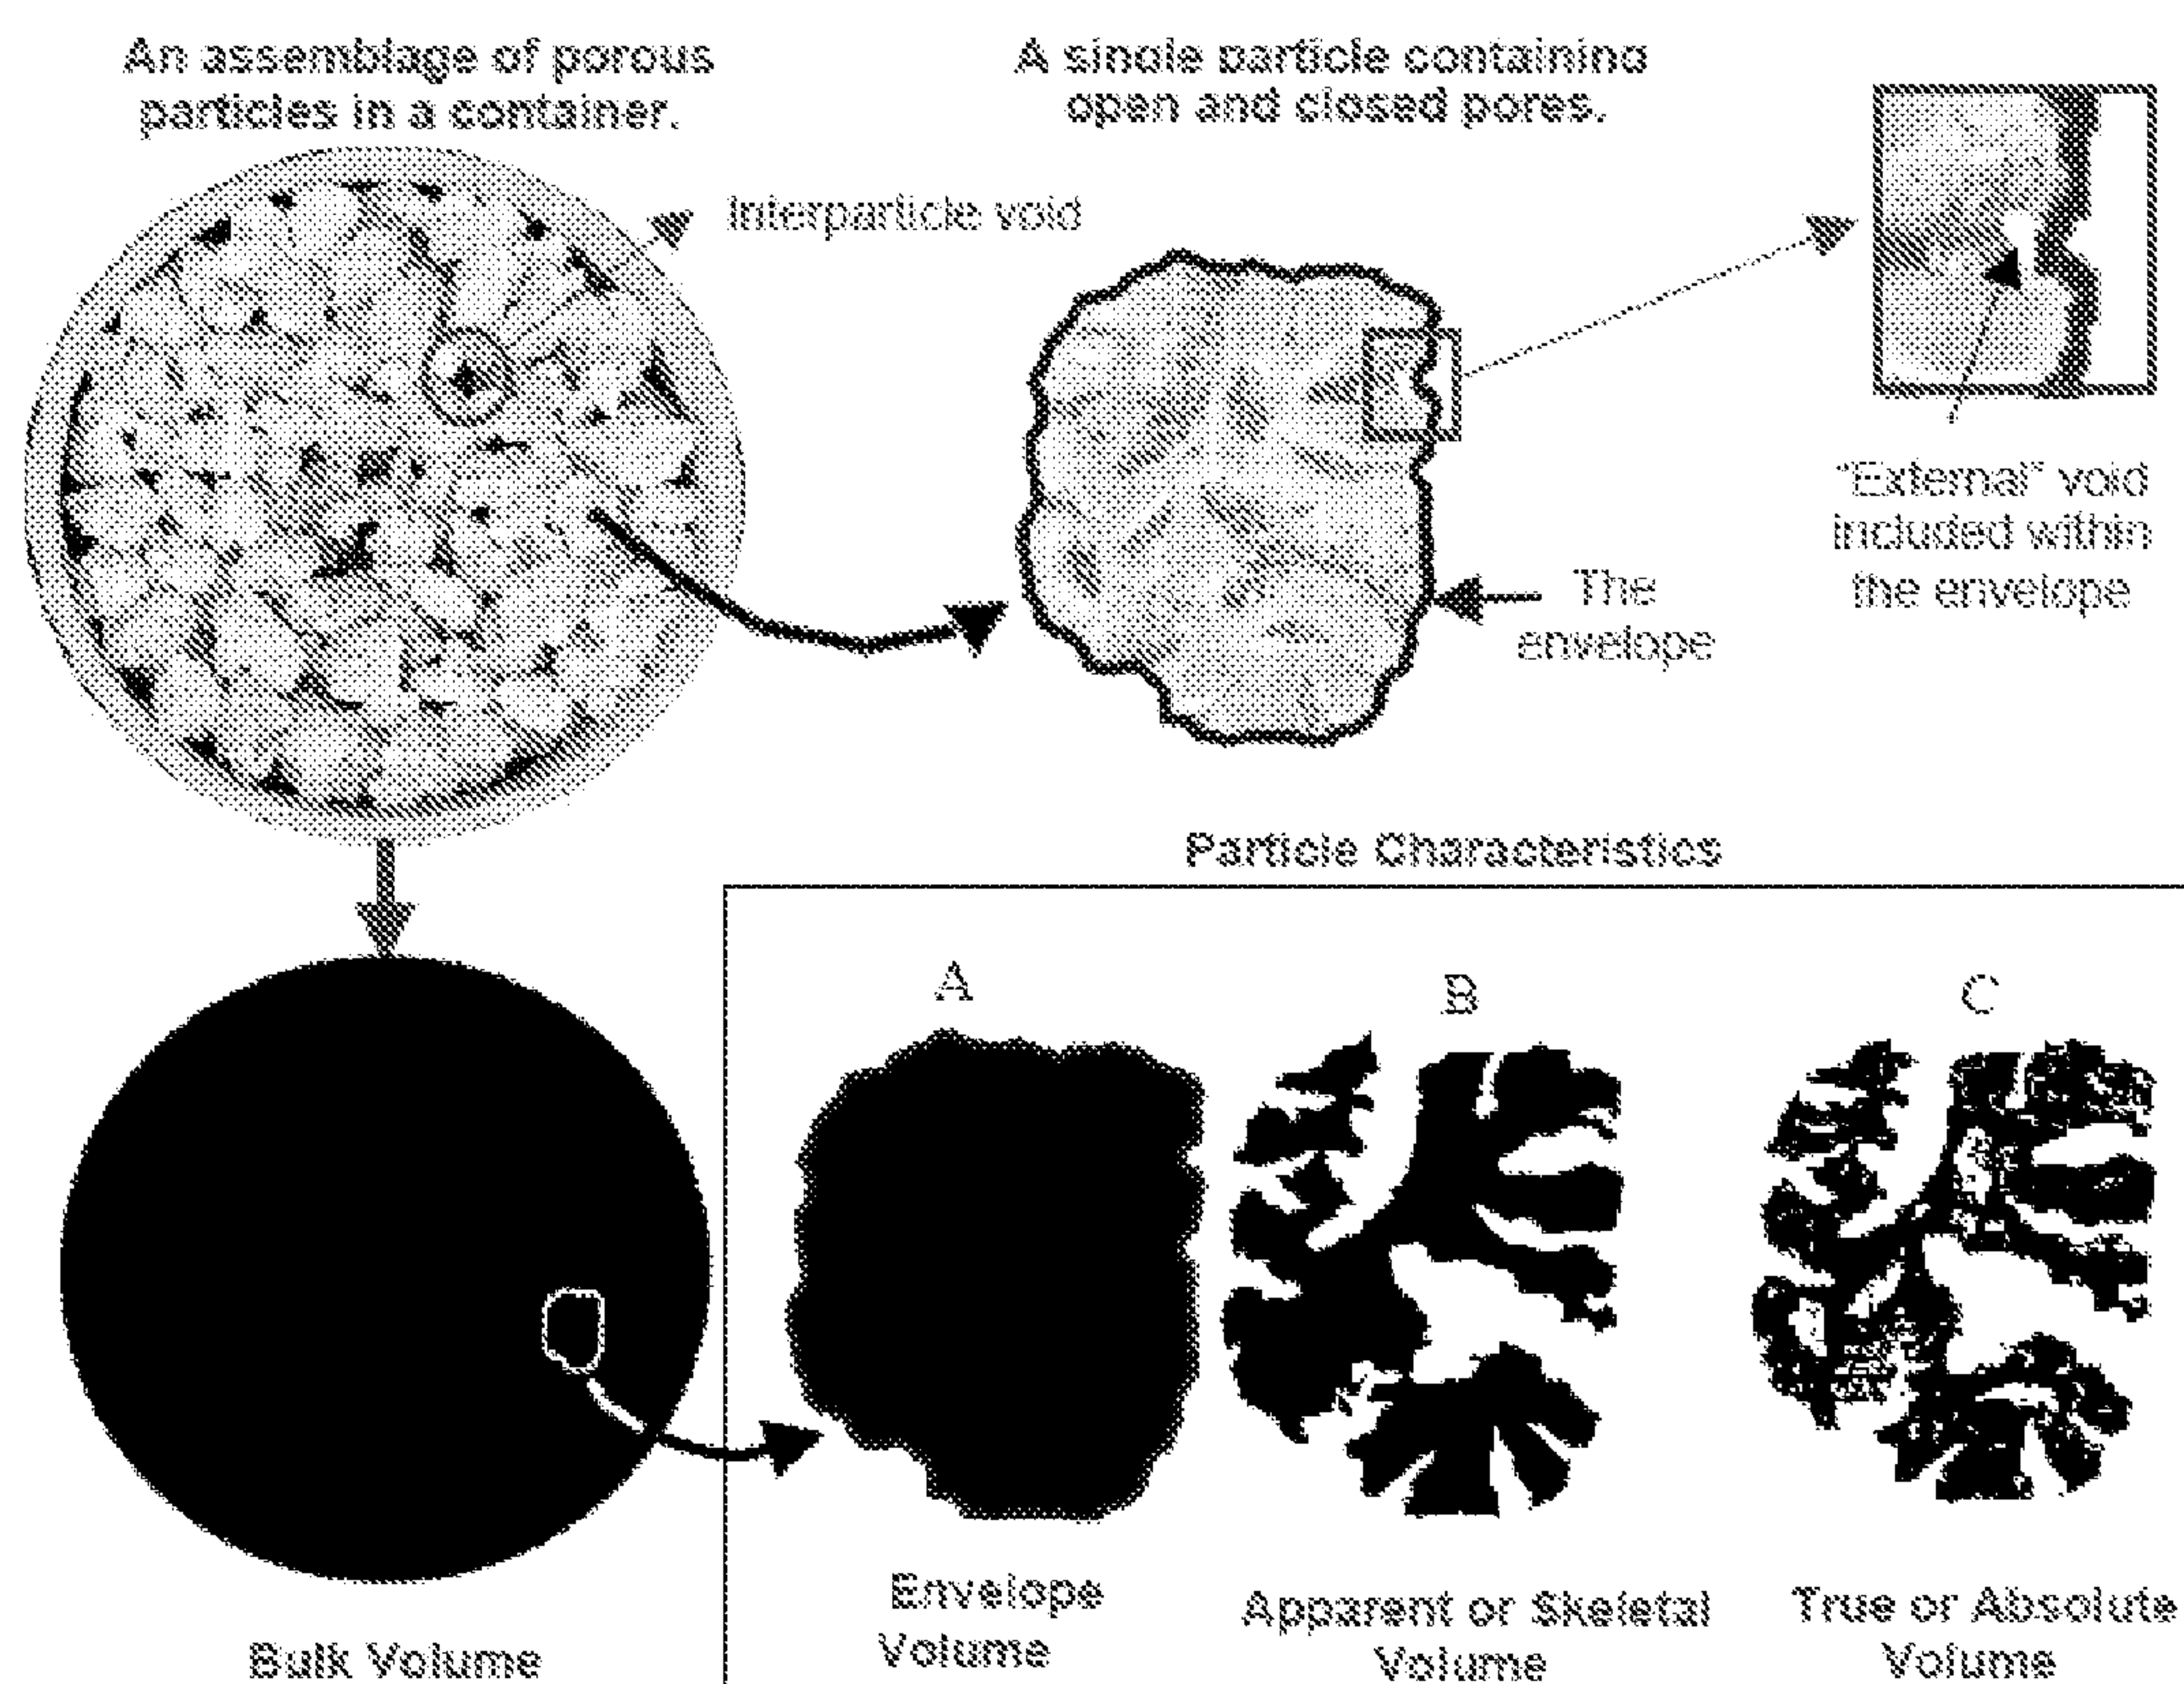 An assemblage of porous
particles in a container.
A single particle containing
open and closed pores.
Interparticle void
"External" void
included within
the envelope
The
envelope
Particle Characteristics
A
B
C
Envelope
Volume
Apparent or Skeletal
Volume
True or Absolute
Volume
Bulk Volume